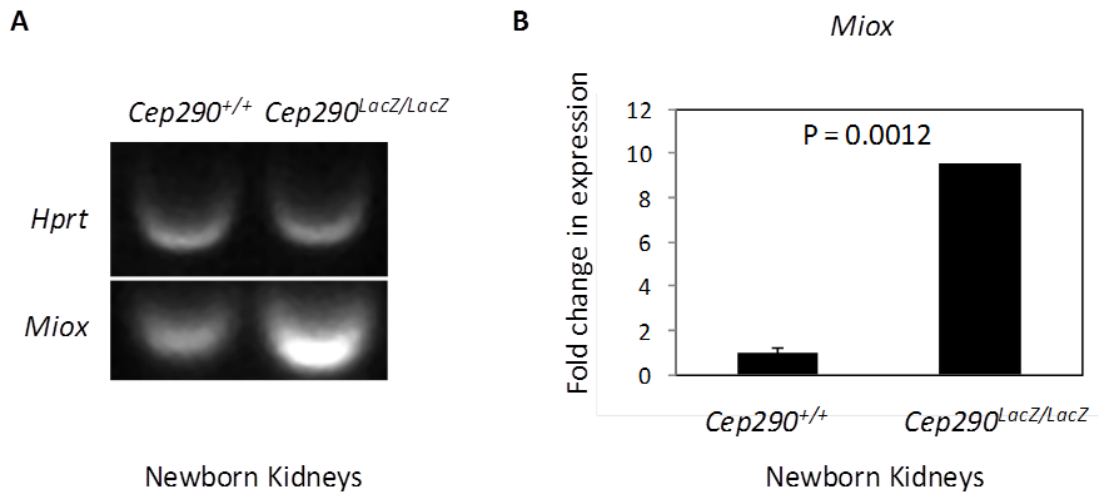 A
Cep290+/+ Cep290LacZ/LacZ
Hprt
Miox
Newborn Kidneys
B
Miox
Fold change in expression
12
10
8
6
4
2
0
P = 0.0012
Cep290+/+ Cep290LacZ/LacZ
Newborn Kidneys